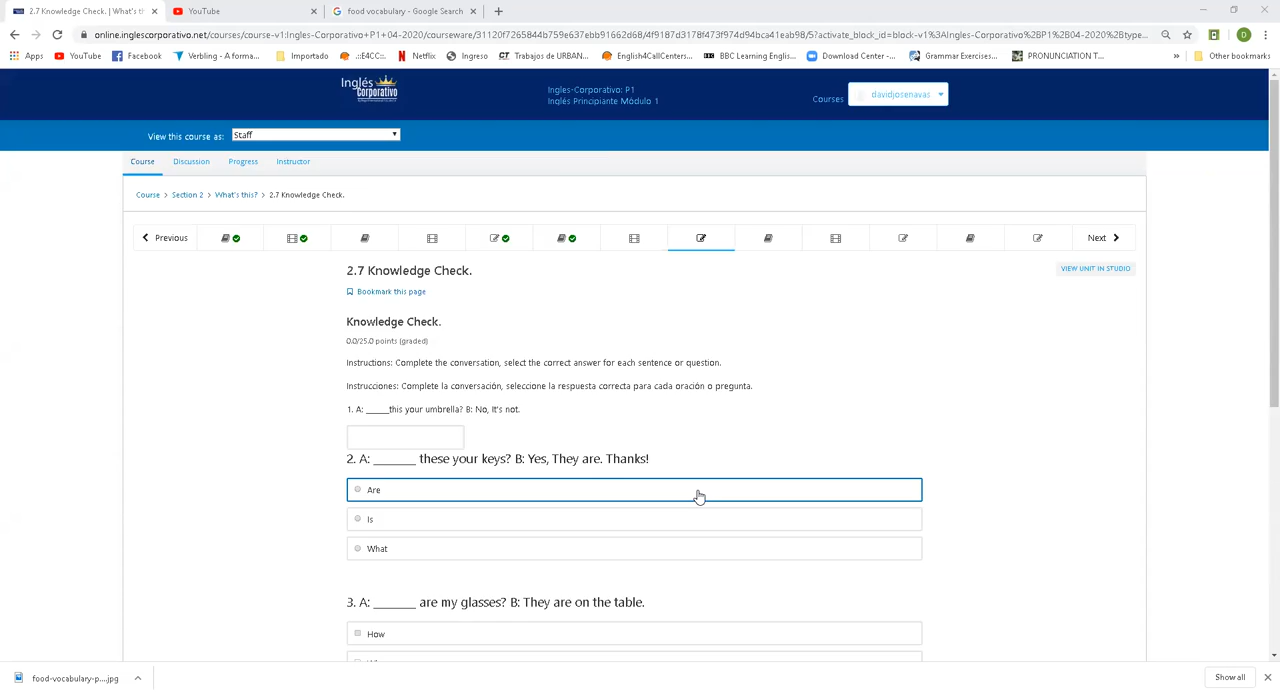 2.7 Knowledge Check. | What's th
YouTube
food vocabulary - Google Search
online.inglescorporativo.net/courses/course-v1:Ingles-Corporativo+P1+04-2020/courseware/31120f7265844b759e637ebb91662d68/4f9187d3178f473f974d94bca41eab98/5?activate_block_id=block-v1%3AIngles-Corporativo%2BP1%2B04-2020%2Btype...
D
Apps YouTube Facebook Verbling - A forma... Importado .::E4CC::. Netflix Ingreso Trabajos de URBAN... English4CallCenters... BBC Learning Englis... Download Center -... Grammar Exercises... PRONUNCIATION T... » Other bookmarks
Inglés Corporativo
Ingles-Corporativo: P1
Inglés Principiante Módulo 1
Courses
davidjosenavas
View this course as: Staff
Course Discussion Progress Instructor
Course > Section 2 > What's this? > 2.7 Knowledge Check.
Previous
Next
2.7 Knowledge Check.
VIEW UNIT IN STUDIO
Bookmark this page
Knowledge Check.
0.0/25.0 points (graded)
Instructions: Complete the conversation, select the correct answer for each sentence or question.
Instrucciones: Complete la conversación, seleccione la respuesta correcta para cada oración o pregunta.
1. A: _____this your umbrella? B: No, It's not.
2. A: _______ these your keys? B: Yes, They are. Thanks!
Are
Is
What
3. A: _______ are my glasses? B: They are on the table.
How
food-vocabulary-p....jpg
Show all